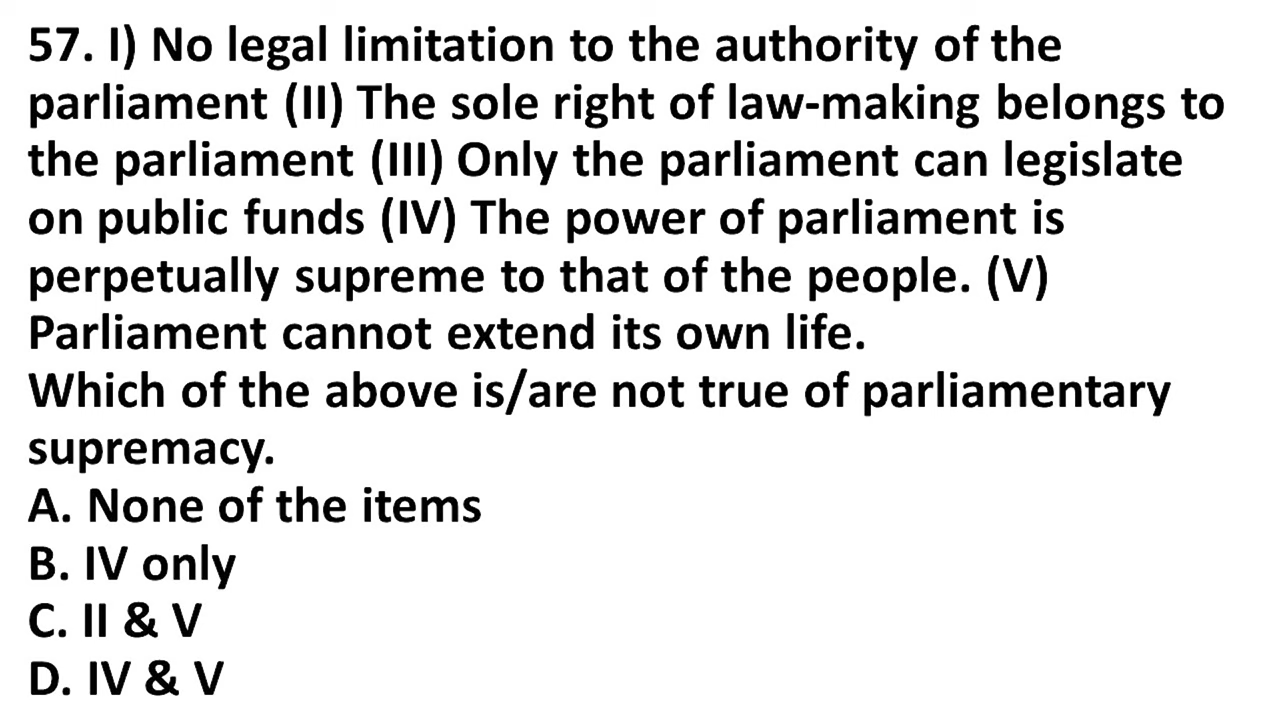 57. I) No legal limitation to the authority of the
parliament (II) The sole right of law-making belongs to
the parliament (III) Only the parliament can legislate
on public funds (IV) The power of parliament is
perpetually supreme to that of the people. (V)
Parliament cannot extend its own life.
Which of the above is/are not true of parliamentary
supremacy.
A. None of the items
B. IV only
C. II & V
D. IV & V